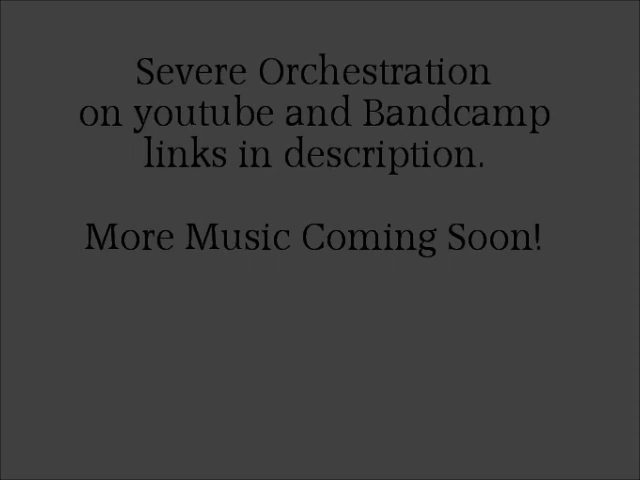 Severe Orchestration
on youtube and Bandcamp
links in description.
More Music Coming Soon!